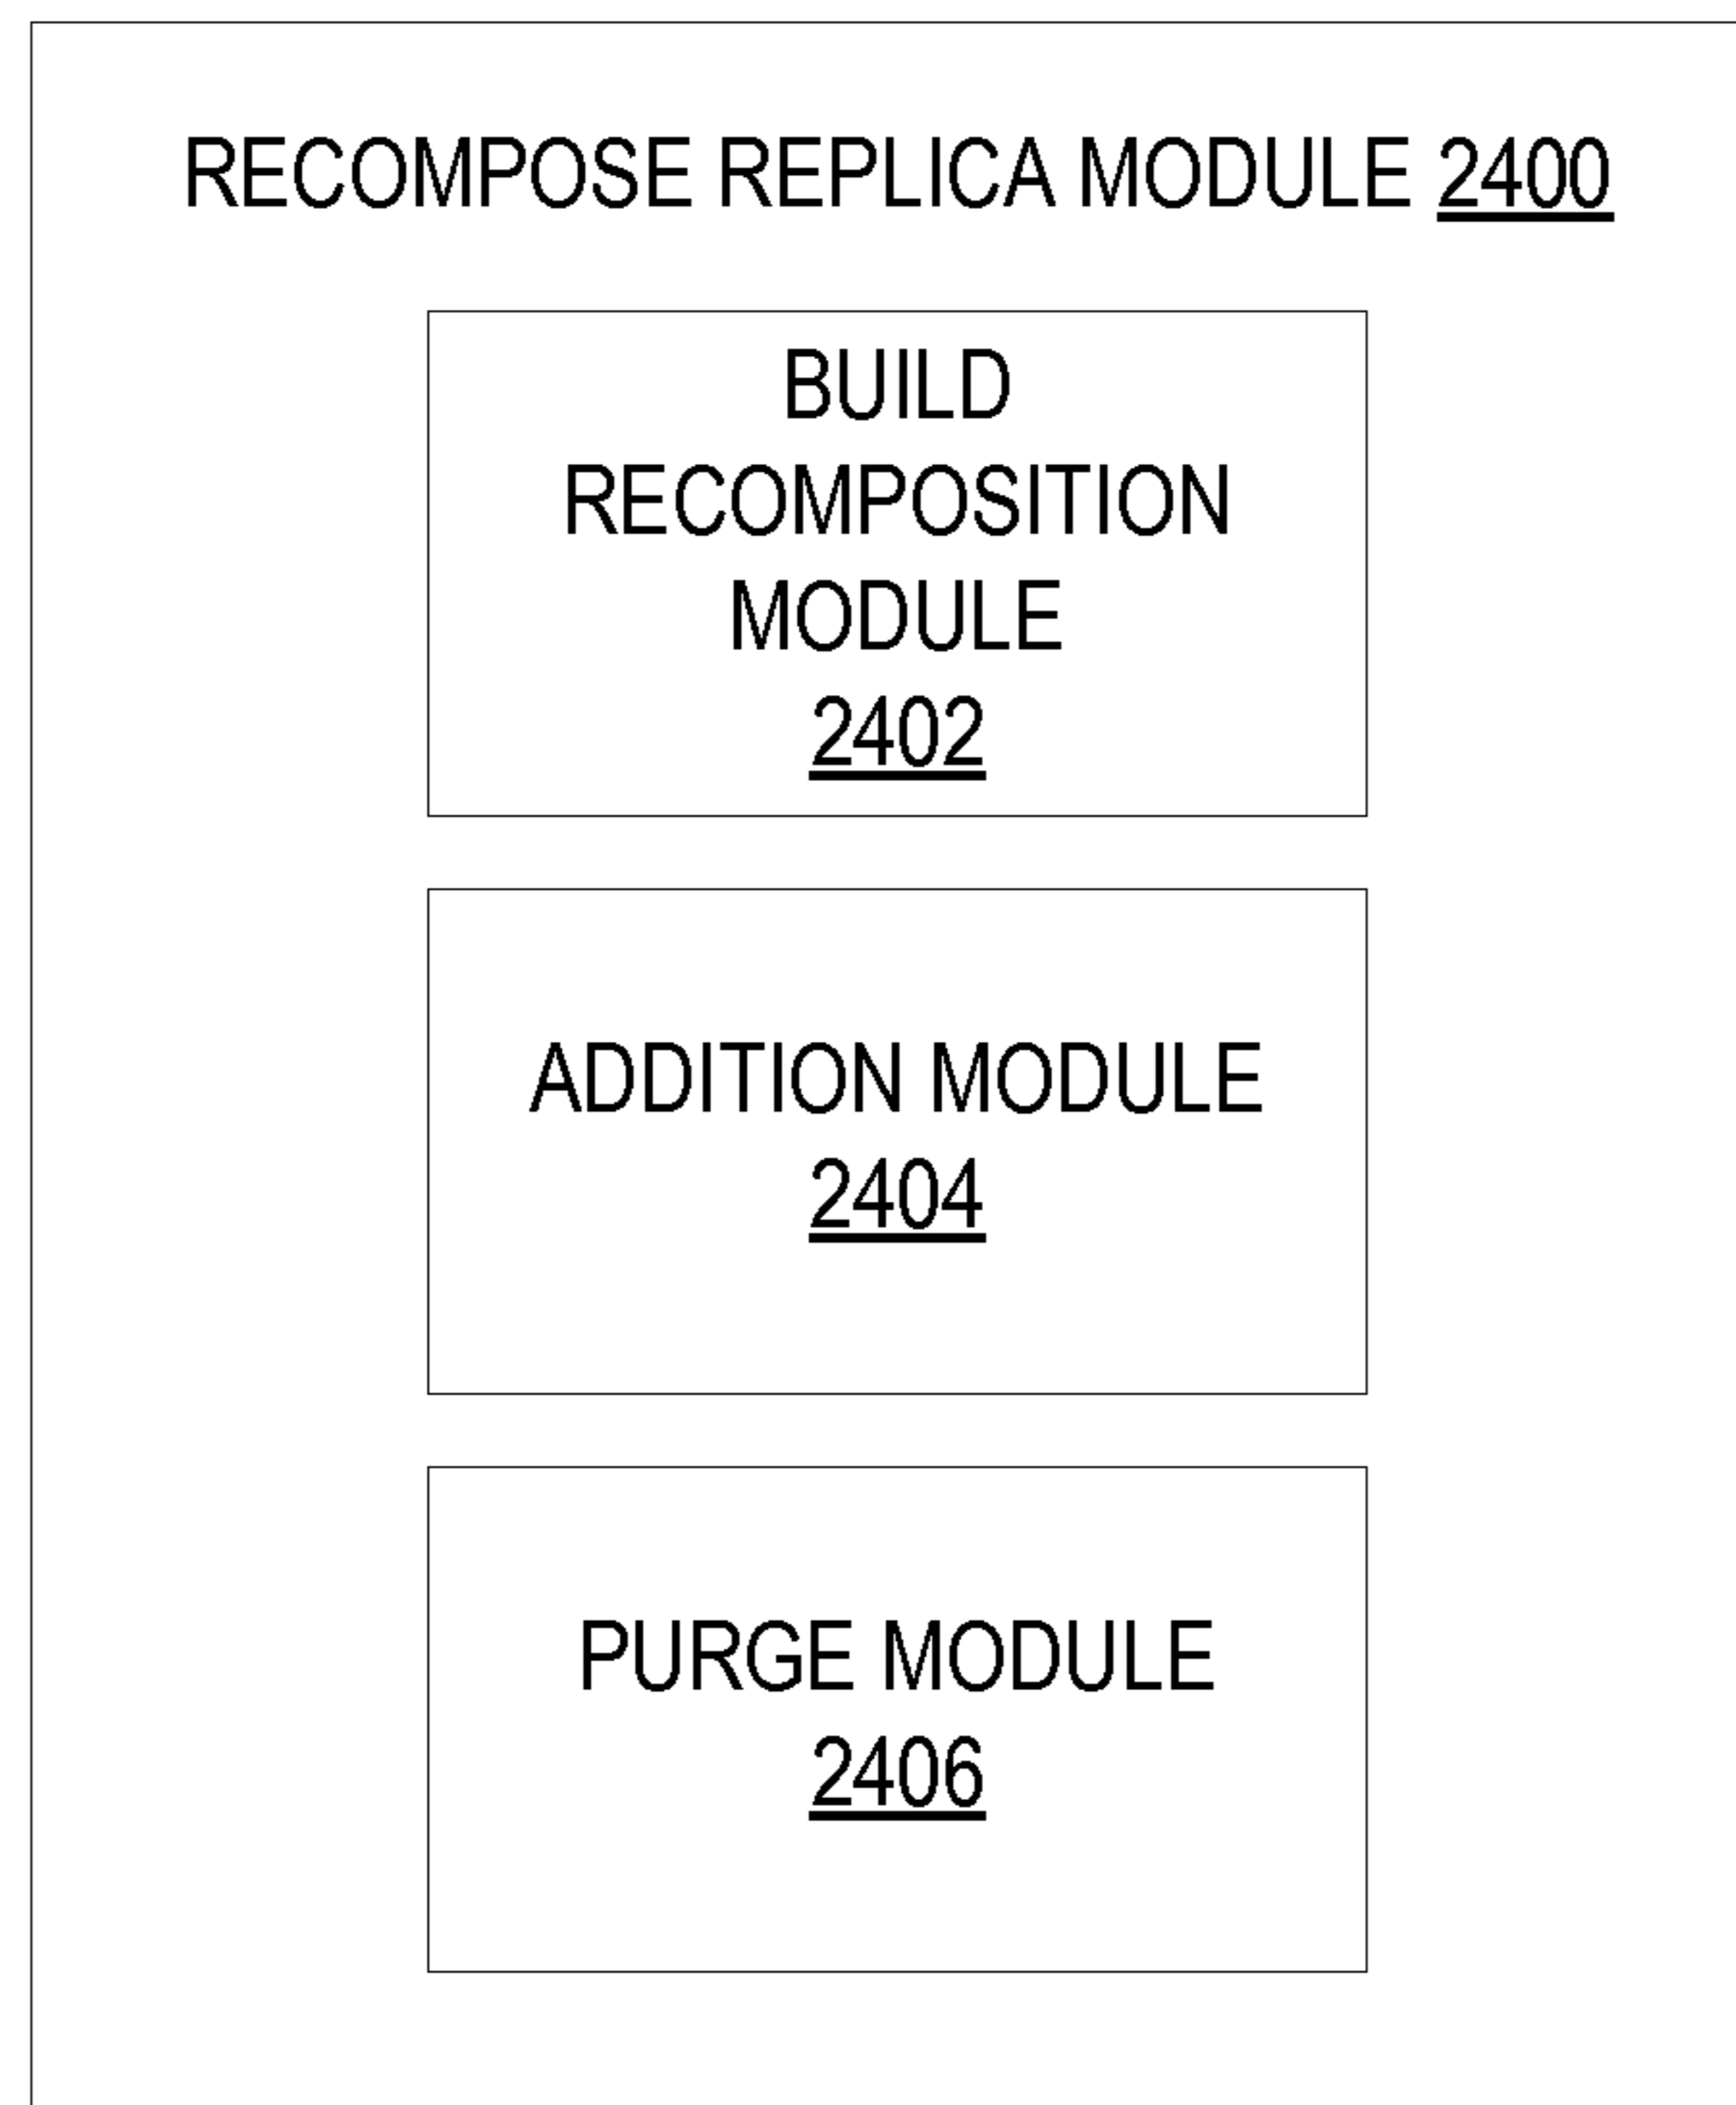 RECOMPOSE REPLICA MODULE 2400
BUILD
RECOMPOSITION
MODULE
2402
ADDITION MODULE
2404
PURGE MODULE
2406